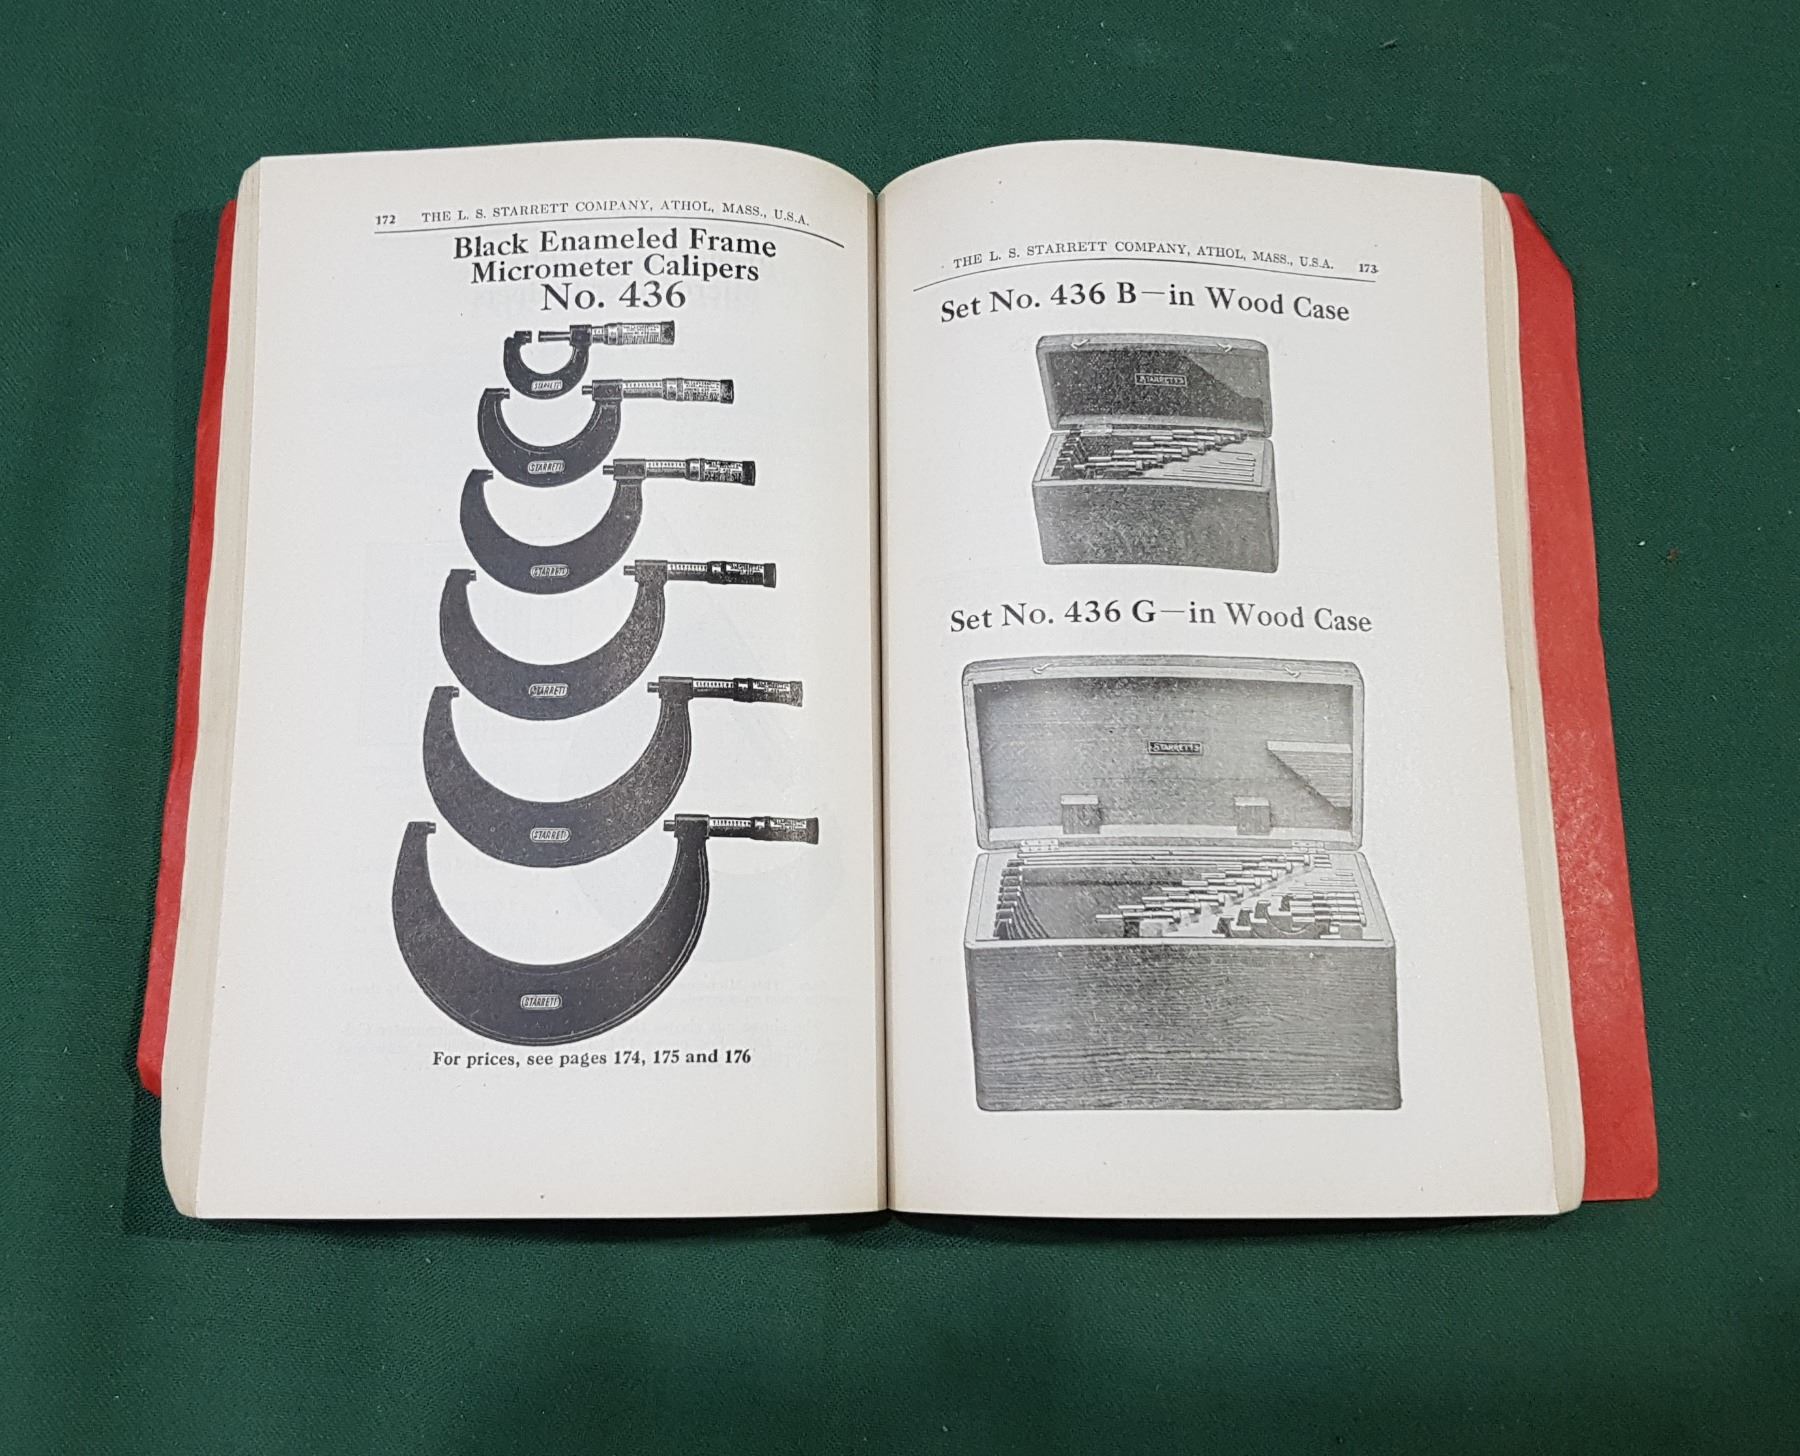 172 THE L. S. STARRETT COMPANY, ATHOL, MASS., U.S.A.
Black Enameled Frame
Micrometer Calipers
No. 436
STARRETT
STARRETT
STARRETT
STARRETT
STARRETT
STARRETT
For prices, see pages 174, 175 and 176
THE L. S. STARRETT COMPANY, ATHOL, MASS., U.S.A. 173
Set No. 436 B—in Wood Case
STARRETT'S
Set No. 436 G—in Wood Case
STARRETT'S